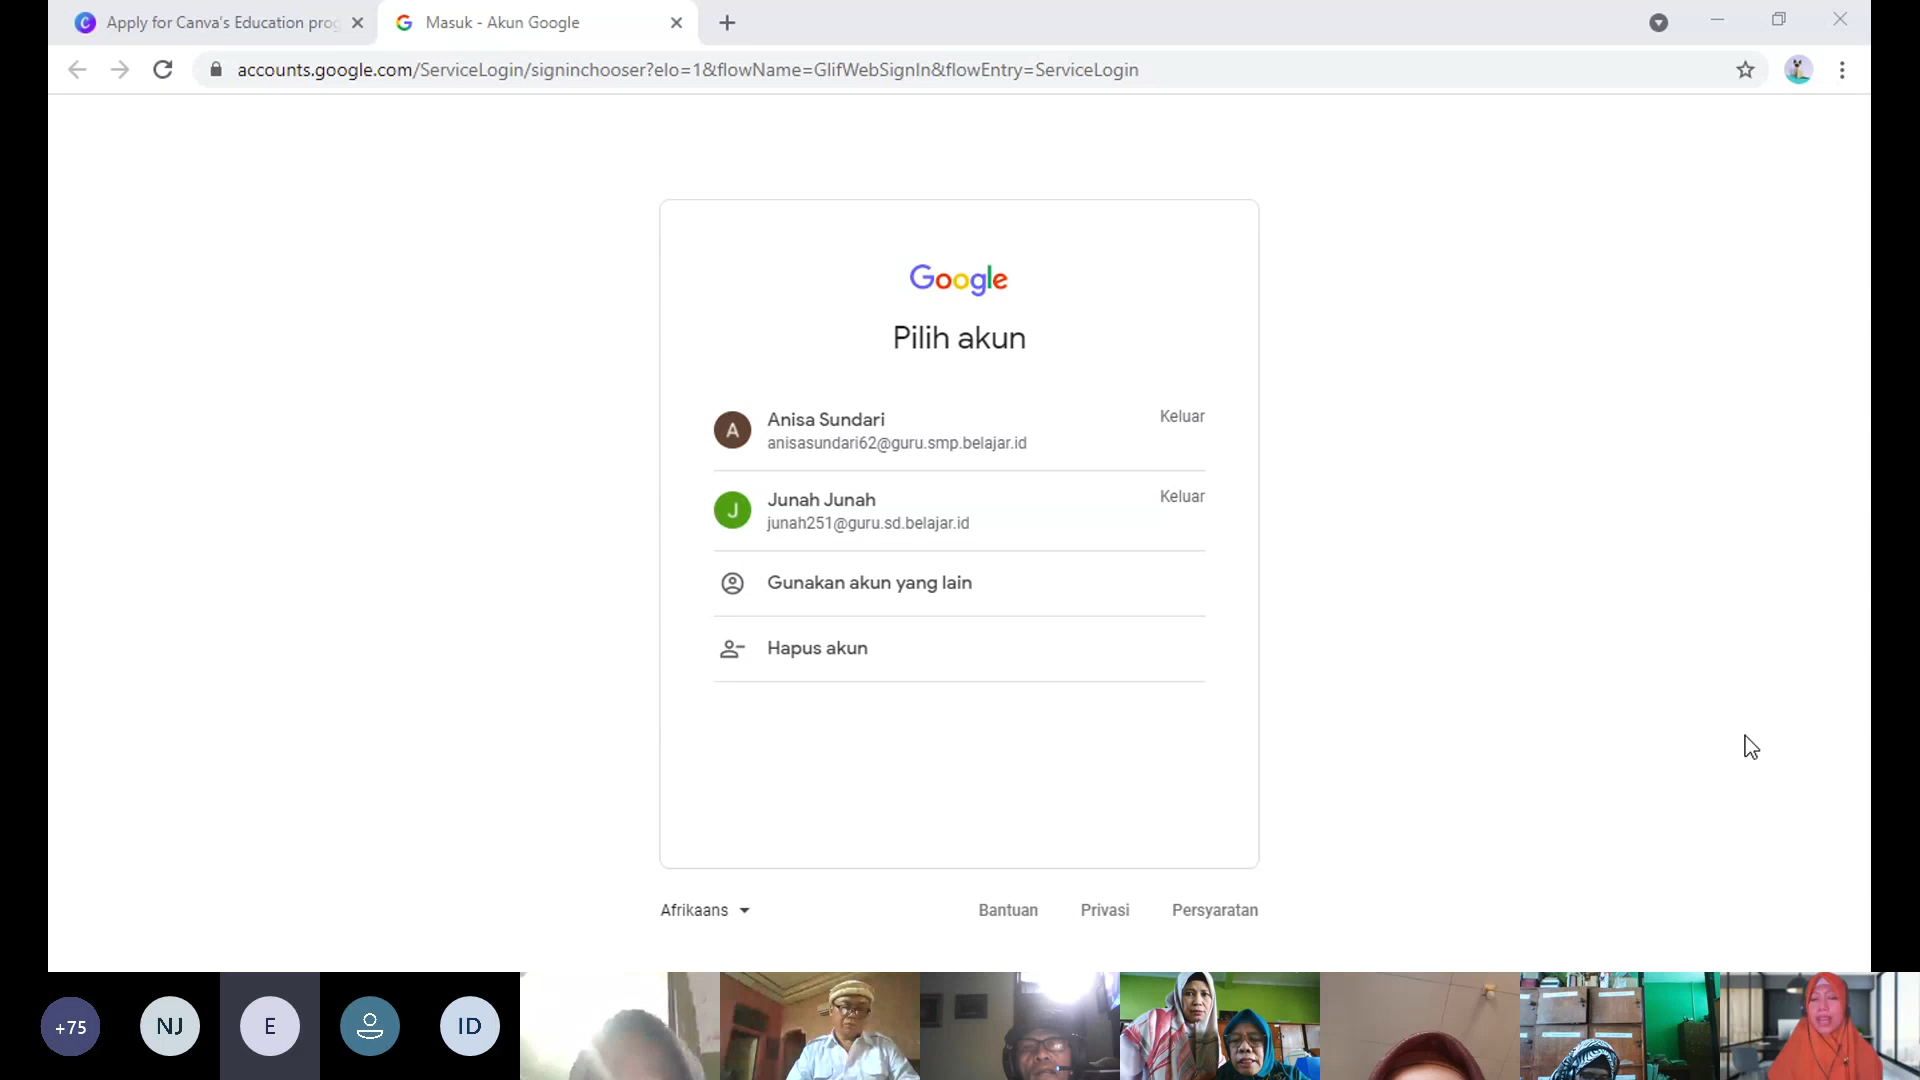 Apply for Canva's Education prog
Masuk - Akun Google
accounts.google.com/ServiceLogin/signinchooser?elo=1&flowName=GlifWebSignIn&flowEntry=ServiceLogin
Google
Pilih akun
A
Anisa Sundari
Keluar
anisasundari62@guru.smp.belajar.id
J
Junah Junah
Keluar
junah251@guru.sd.belajar.id
Gunakan akun yang lain
Hapus akun
Afrikaans
Bantuan
Privasi
Persyaratan
+75
NJ
E
ID